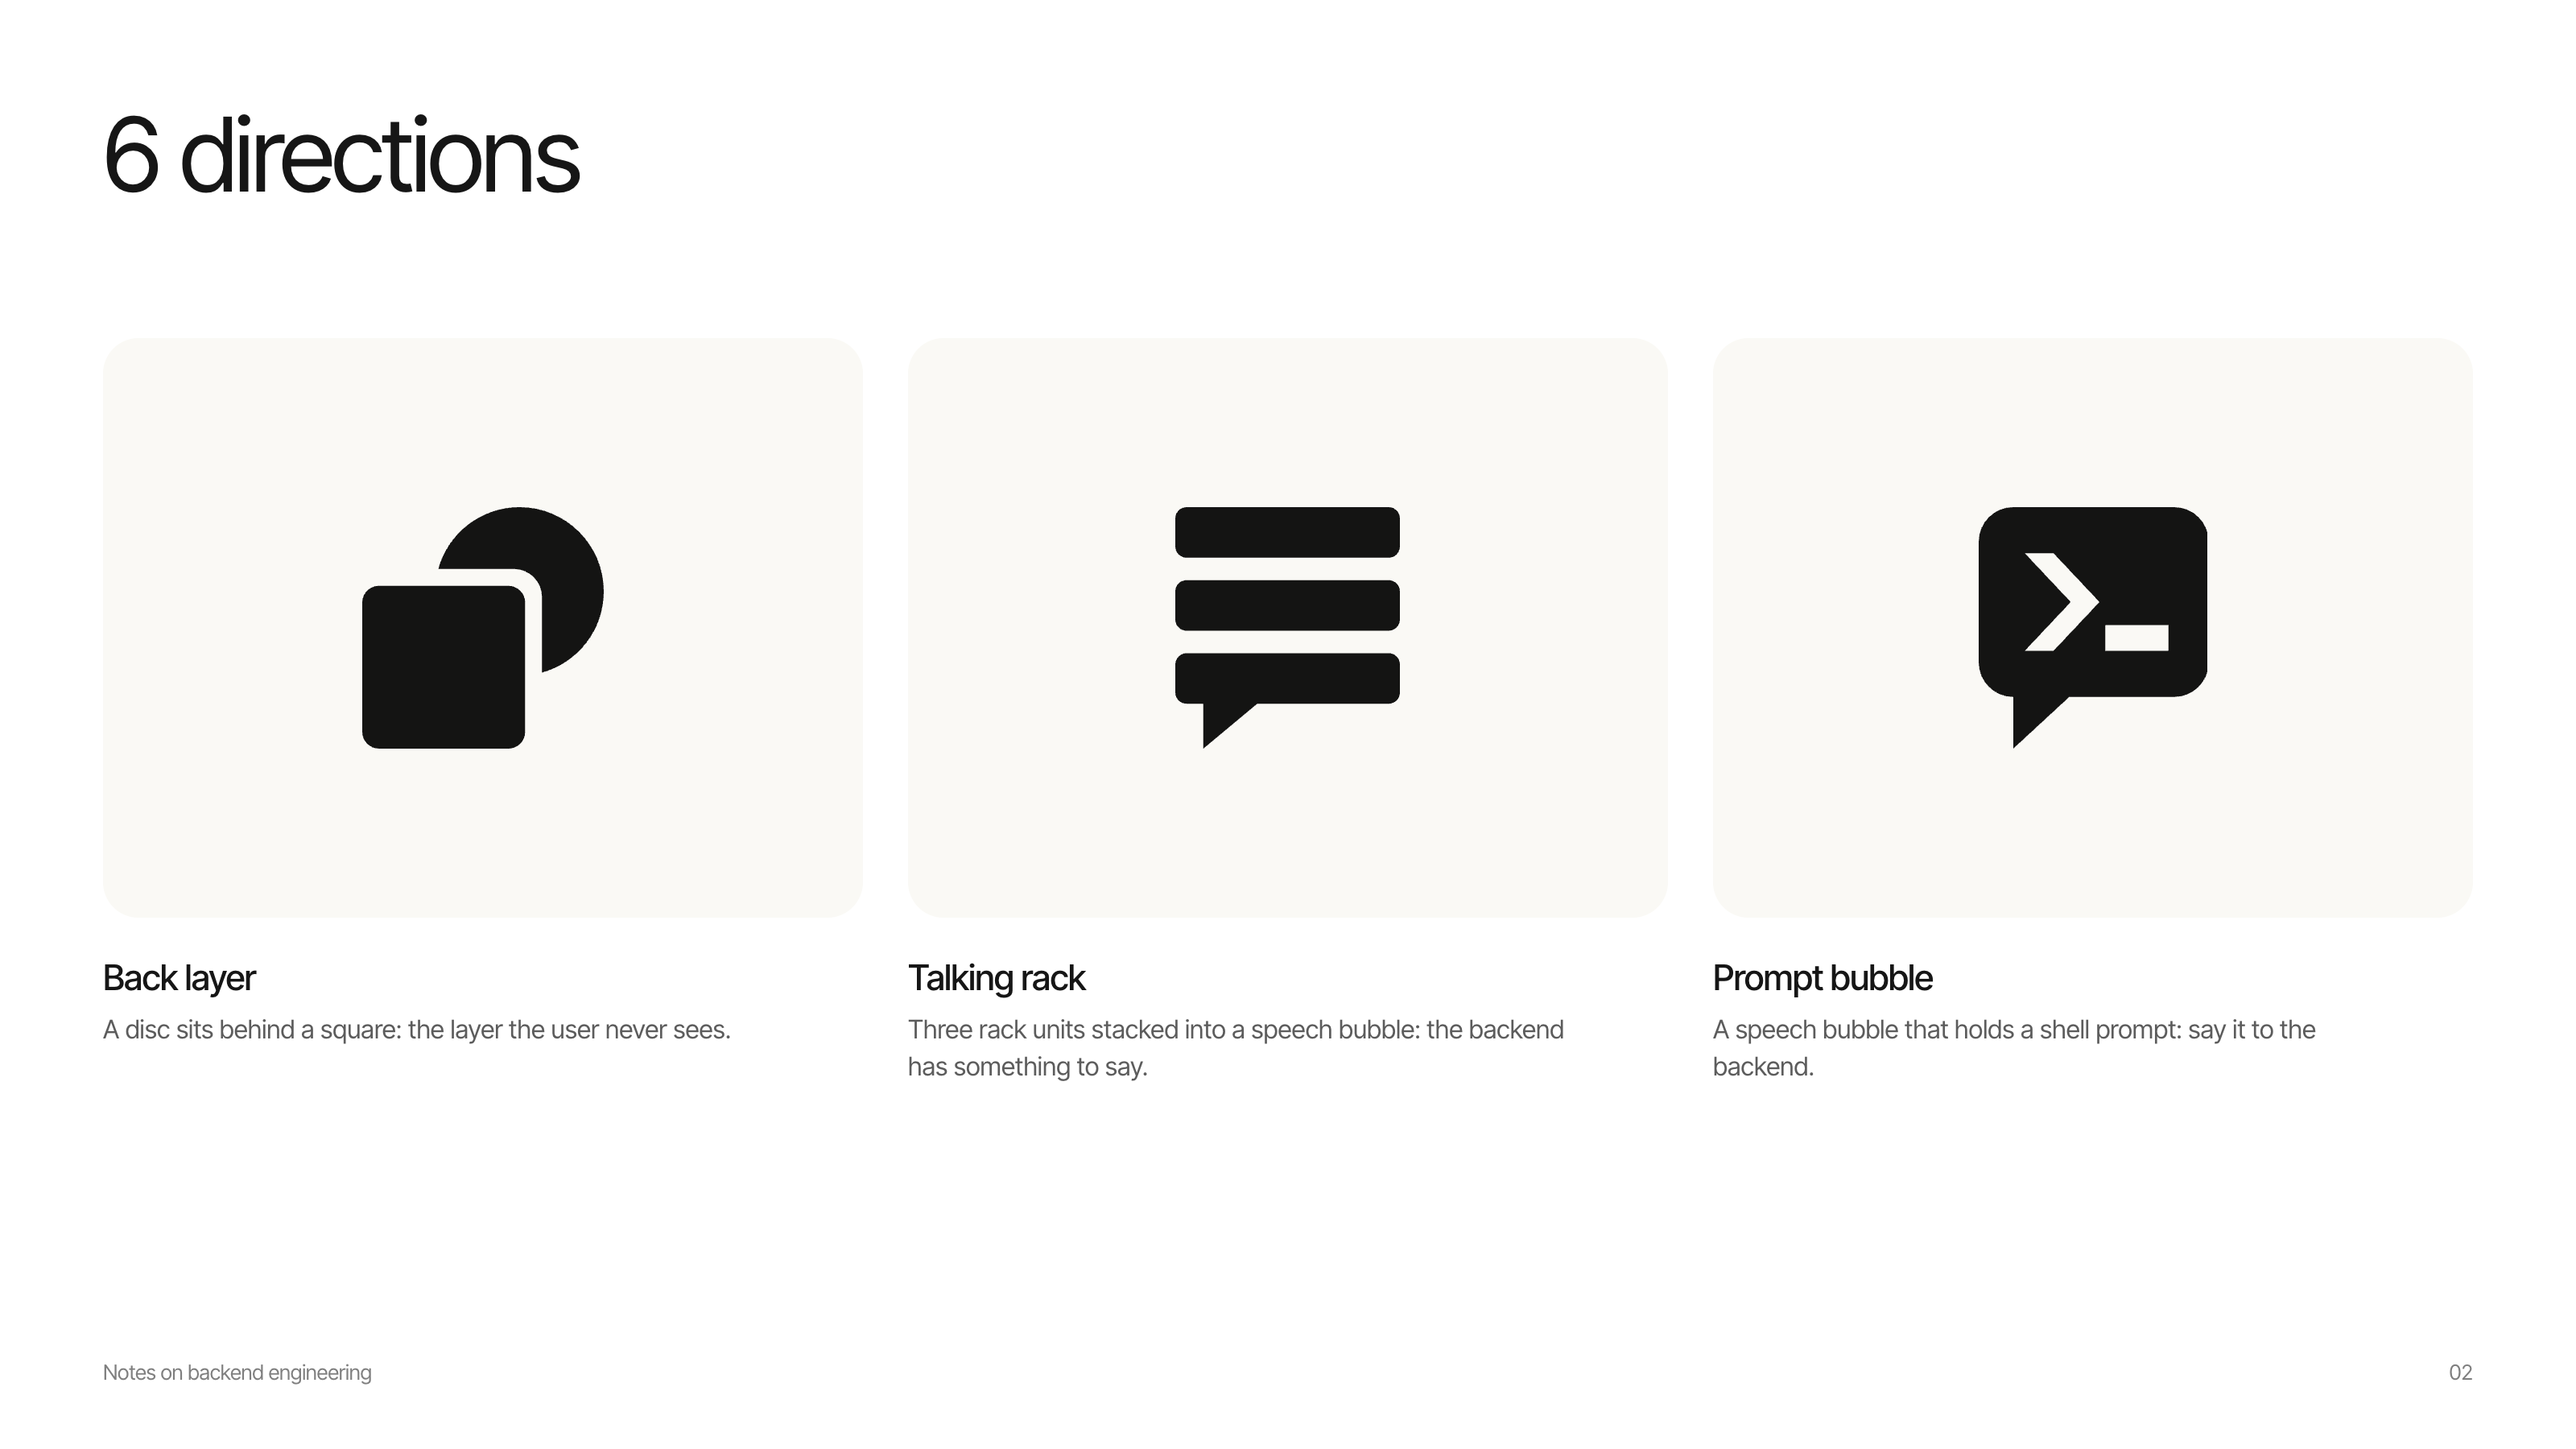 6 directions
Back layer
A disc sits behind a square: the layer the user never sees.
Talking rack
Three rack units stacked into a speech bubble: the backend
has something to say.
Prompt bubble
A speech bubble that holds a shell prompt: say it to the
backend.
Notes on backend engineering
02